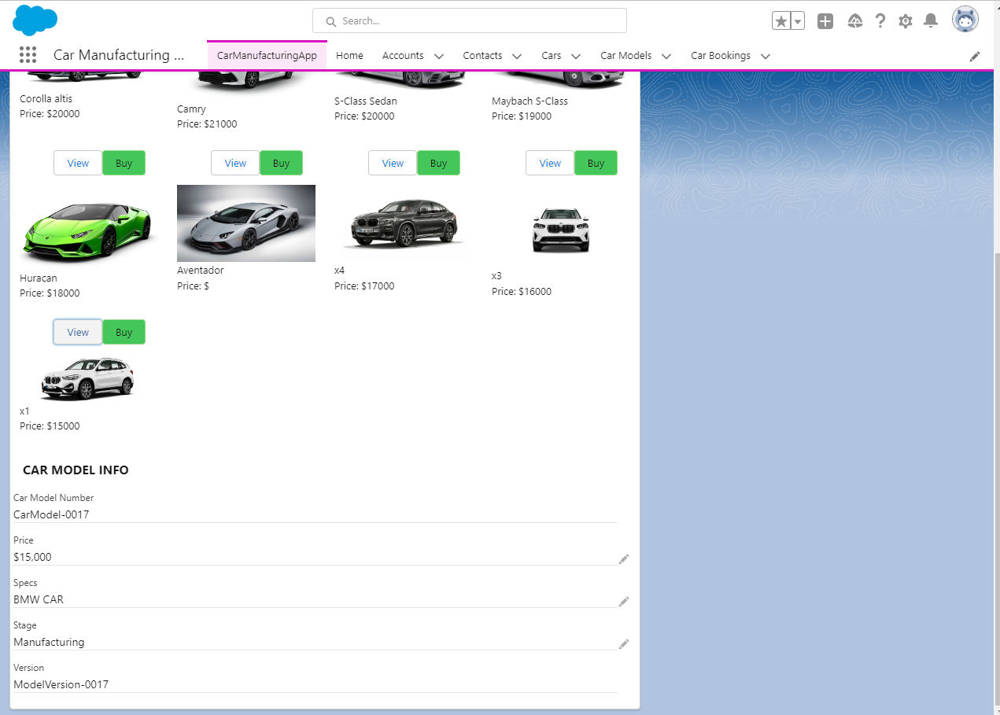 Search...
Car Manufacturing ...
CarManufacturingApp
Home
Accounts
Contacts
Cars
Car Models
Car Bookings
Corolla altis
Price: $20000
Camry
Price: $21000
S-Class Sedan
Price: $20000
Maybach S-Class
Price: $19000
View Buy
View Buy
View Buy
View Buy
Huracan
Price: $18000
Aventador
Price: $
x4
Price: $17000
x3
Price: $16000
View Buy
x1
Price: $15000
CAR MODEL INFO
Car Model Number
CarModel-0017
Price
$15,000
Specs
BMW CAR
Stage
Manufacturing
Version
ModelVersion-0017